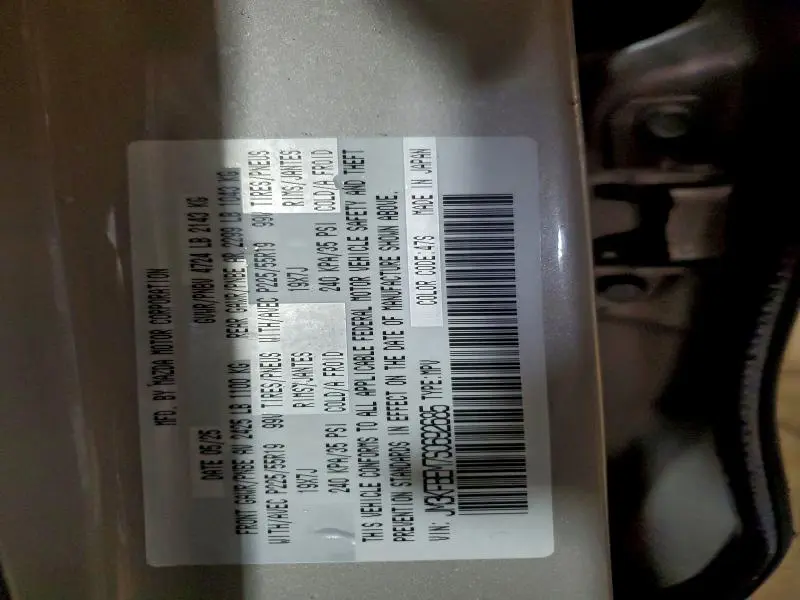 MFD. BY MAZDA MOTOR CORPORATION
DATE 05/25 GVWR/PNBV 4724 LB 2143 KG
FRONT GAWR/PNBE AV 2425 LB 1100 KG REAR GAWR/PNBE AR 2299 LB 1043 KG
WITH/AVEC P225/55R19 99V TIRES/PNEUS WITH/AVEC P225/55R19 99V TIRES/PNEUS
19X7J RIMS/JANTES 19X7J RIMS/JANTES
240 KPA/35 PSI COLD/A FROID 240 KPA/35 PSI COLD/A FROID
THIS VEHICLE CONFORMS TO ALL APPLICABLE FEDERAL MOTOR VEHICLE SAFETY AND THEFT
PREVENTION STANDARDS IN EFFECT ON THE DATE OF MANUFACTURE SHOWN ABOVE.
COLOR CODE:47S MADE IN JAPAN
VIN: JM3KFBEM7S0692685 TYPE:MPV